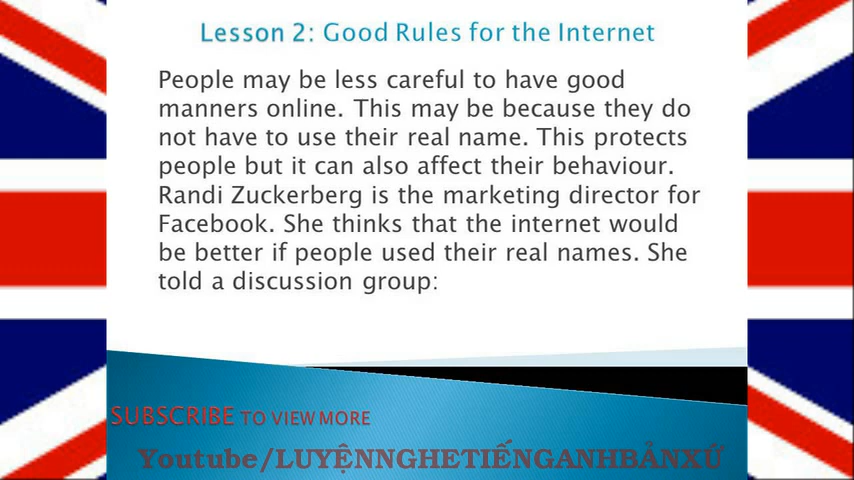 Lesson 2: Good Rules for the Internet
People may be less careful to have good
manners online. This may be because they do
not have to use their real name. This protects
people but it can also affect their behaviour.
Randi Zuckerberg is the marketing director for
Facebook. She thinks that the internet would
be better if people used their real names. She
told a discussion group:
SUBSCRIBE TO VIEW MORE
Youtube/LUYỆNNGHETIẾNGANHBẢNXỨ